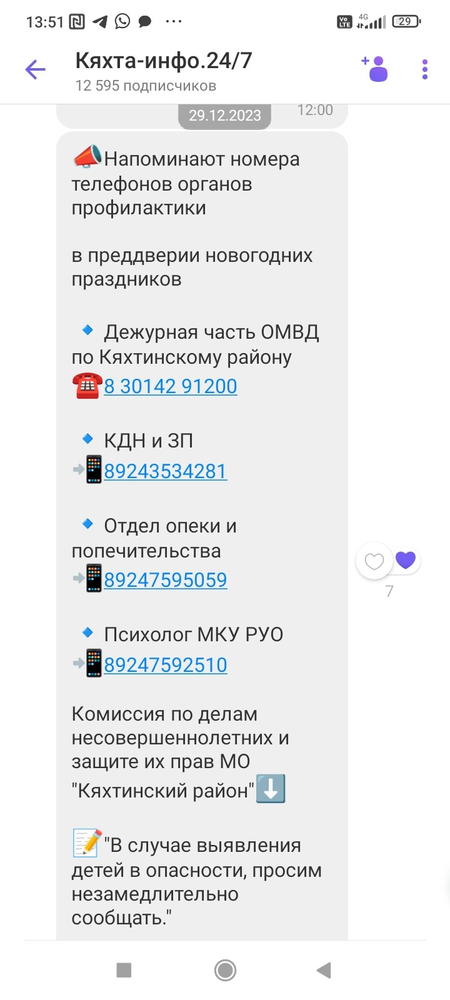 13:51
Vo LTE 4G 29
Кяхта-инфо.24/7
12 595 подписчиков
29.12.2023
12:00
Напоминают номера
телефонов органов
профилактики
в преддверии новогодних
праздников
Дежурная часть ОМВД
по Кяхтинскому району
8 30142 91200
КДН и ЗП
89243534281
Отдел опеки и
попечительства
89247595059
7
Психолог МКУ РУО
89247592510
Комиссия по делам
несовершеннолетних и
защите их прав МО
"Кяхтинский район"
"В случае выявления
детей в опасности, просим
незамедлительно
сообщать."